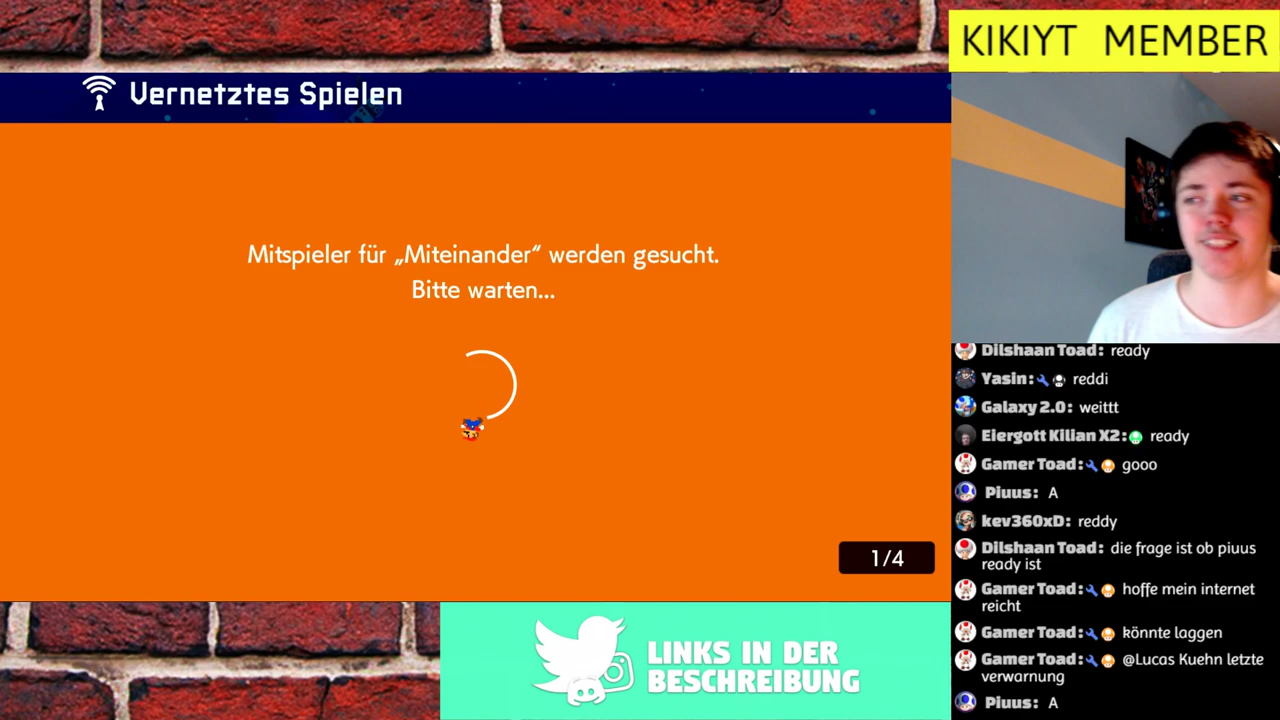 KIKIYT MEMBER
Vernetztes Spielen
Mitspieler für „Miteinander“ werden gesucht.
Bitte warten...
1/4
Dilshaan Toad: ready
Yasin: reddi
Galaxy 2.0: weittt
Eiergott Kilian X2: ready
Gamer Toad: gooo
Piuus: A
kev360xD: reddy
Dilshaan Toad: die frage ist ob piuus
ready ist
Gamer Toad: hoffe mein internet
reicht
Gamer Toad: könnte laggen
Gamer Toad: @Lucas Kuehn letzte
verwarnung
Piuus: A
LINKS IN DER
BESCHREIBUNG